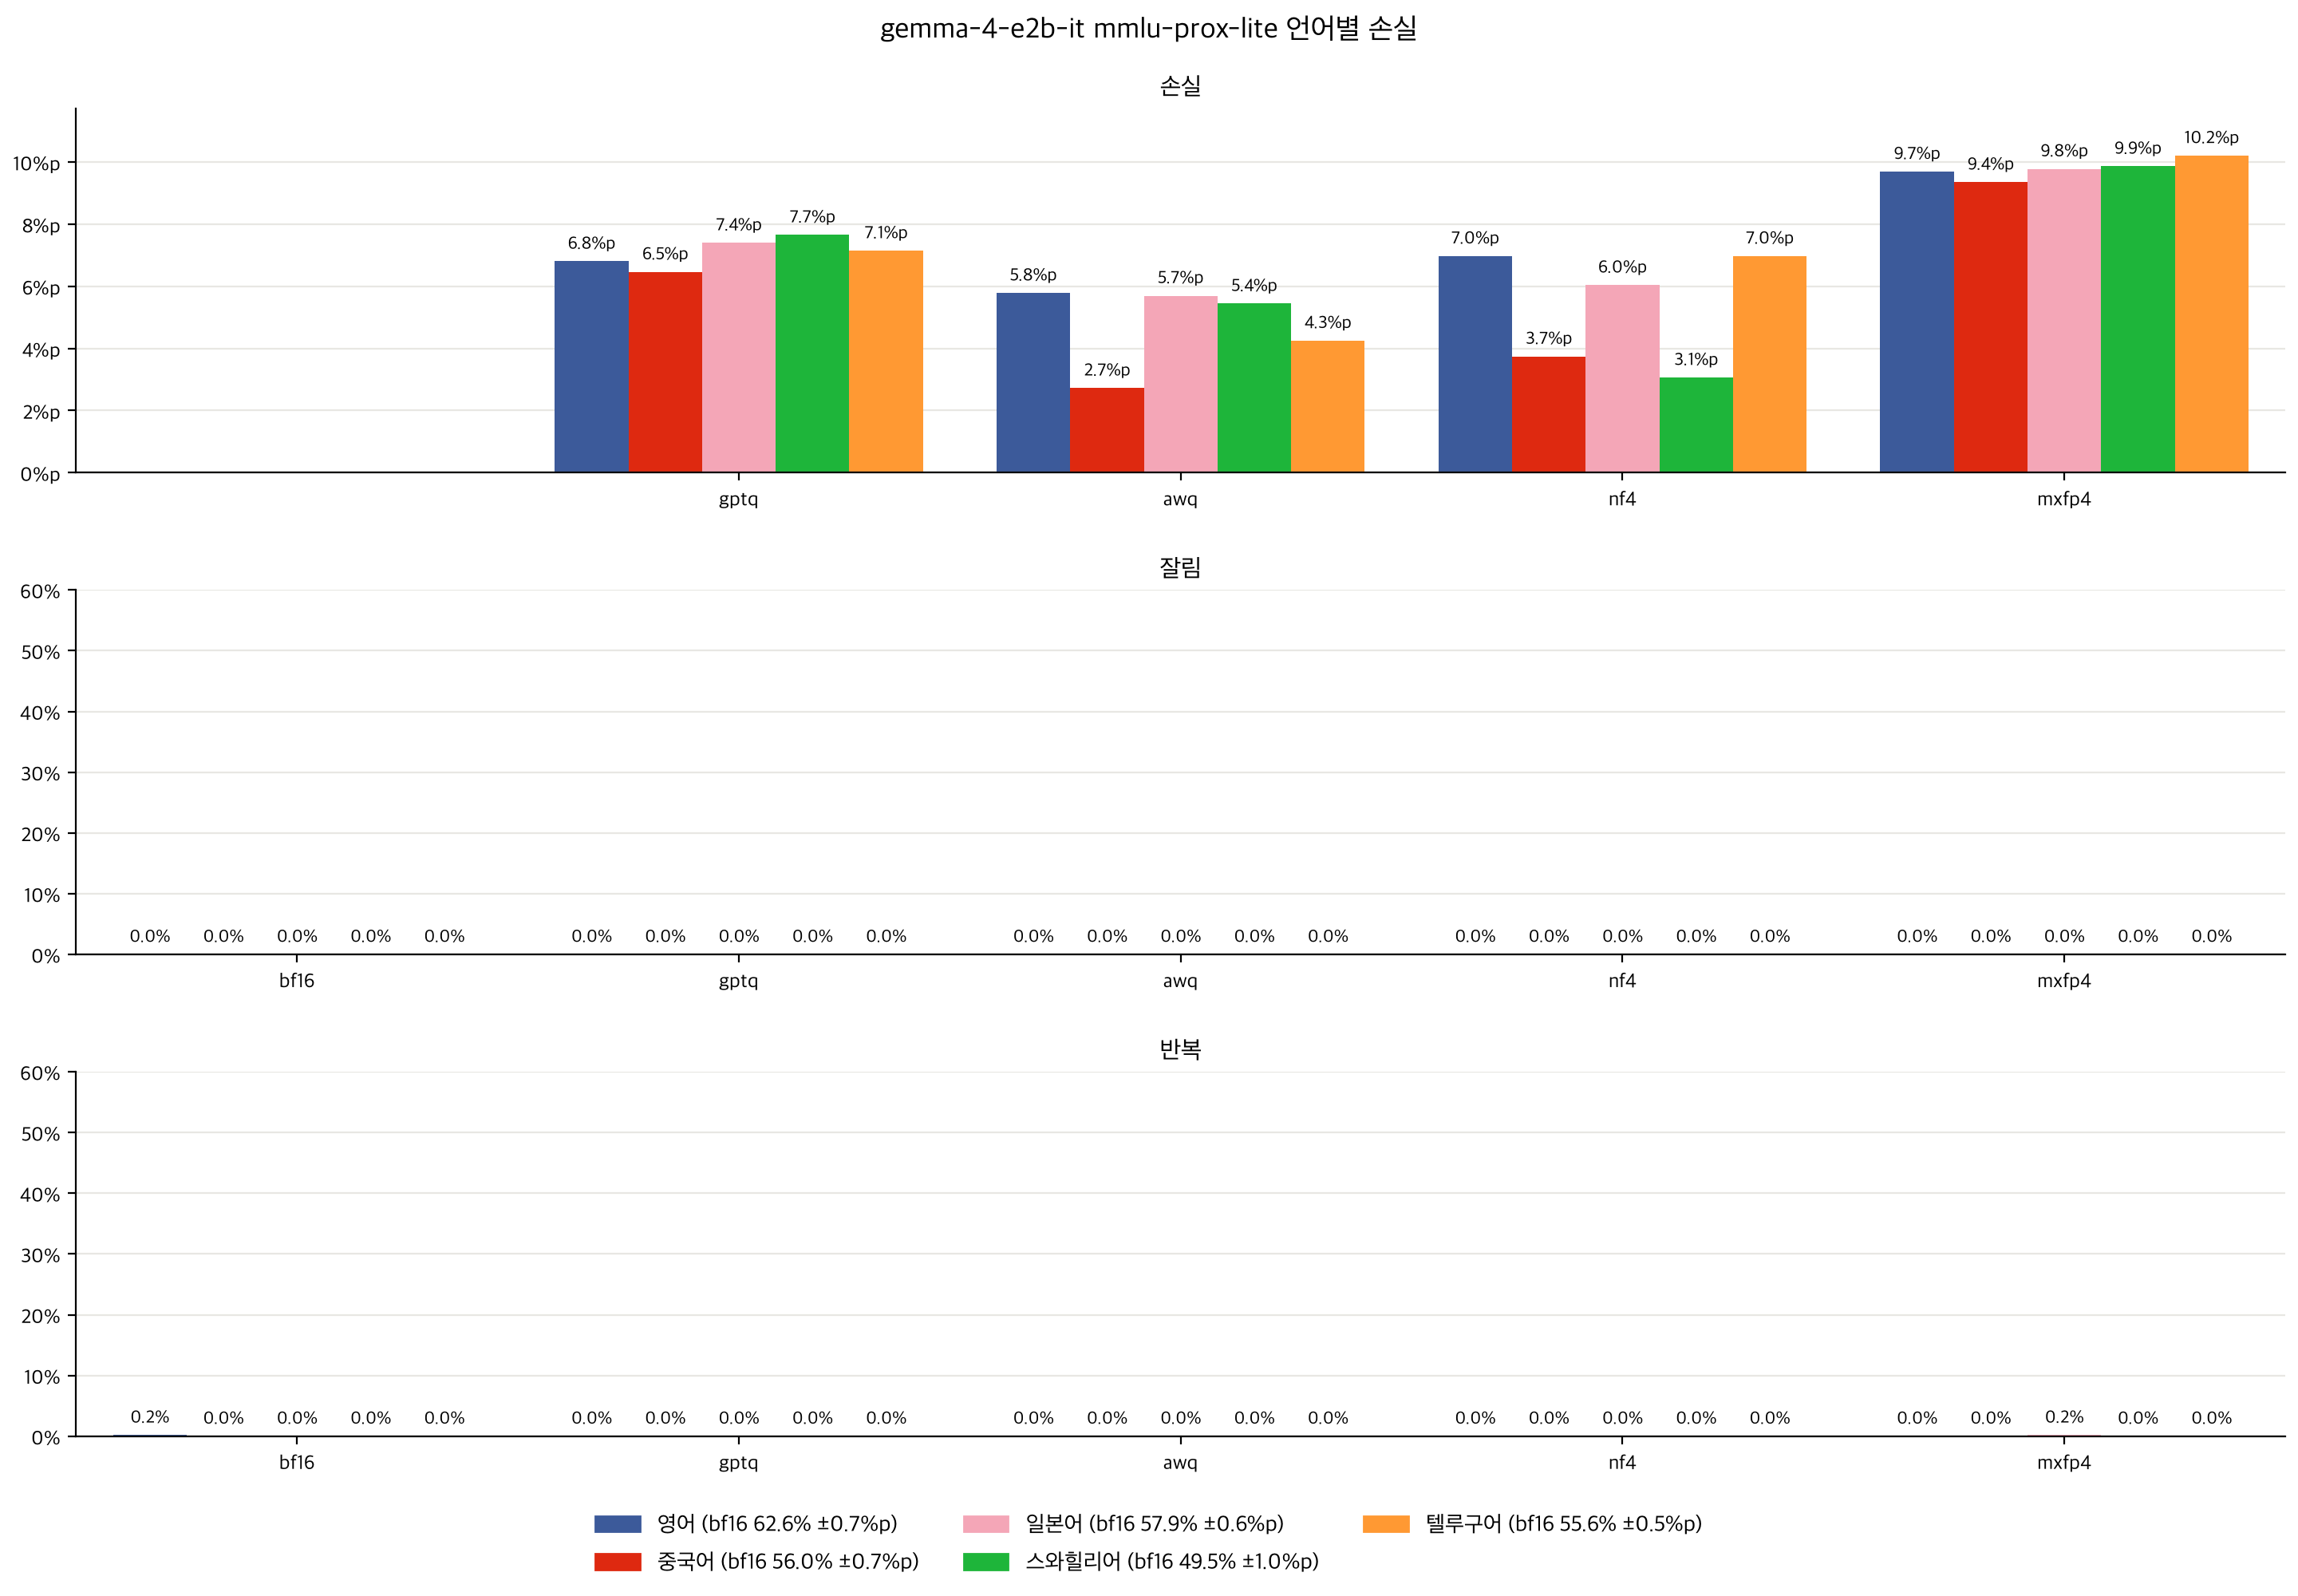 gemma-4-e2b-it mmlu-prox-lite 언어별 손실
손실
10%p
8%p
6%p
4%p
2%p
0%p
6.8%p 6.5%p 7.4%p 7.7%p 7.1%p
5.8%p 2.7%p 5.7%p 5.4%p 4.3%p
7.0%p 3.7%p 6.0%p 3.1%p 7.0%p
9.7%p 9.4%p 9.8%p 9.9%p 10.2%p
gptq awq nf4 mxfp4
잘림
60%
50%
40%
30%
20%
10%
0%
0.0% 0.0% 0.0% 0.0% 0.0% 0.0% 0.0% 0.0% 0.0% 0.0% 0.0% 0.0% 0.0% 0.0% 0.0% 0.0% 0.0% 0.0% 0.0% 0.0% 0.0% 0.0% 0.0% 0.0% 0.0%
bf16 gptq awq nf4 mxfp4
반복
60%
50%
40%
30%
20%
10%
0%
0.2% 0.0% 0.0% 0.0% 0.0% 0.0% 0.0% 0.0% 0.0% 0.0% 0.0% 0.0% 0.0% 0.0% 0.0% 0.0% 0.0% 0.0% 0.0% 0.0% 0.0% 0.0% 0.2% 0.0% 0.0%
bf16 gptq awq nf4 mxfp4
영어 (bf16 62.6% ±0.7%p) 일본어 (bf16 57.9% ±0.6%p) 텔루구어 (bf16 55.6% ±0.5%p)
중국어 (bf16 56.0% ±0.7%p) 스와힐리어 (bf16 49.5% ±1.0%p)